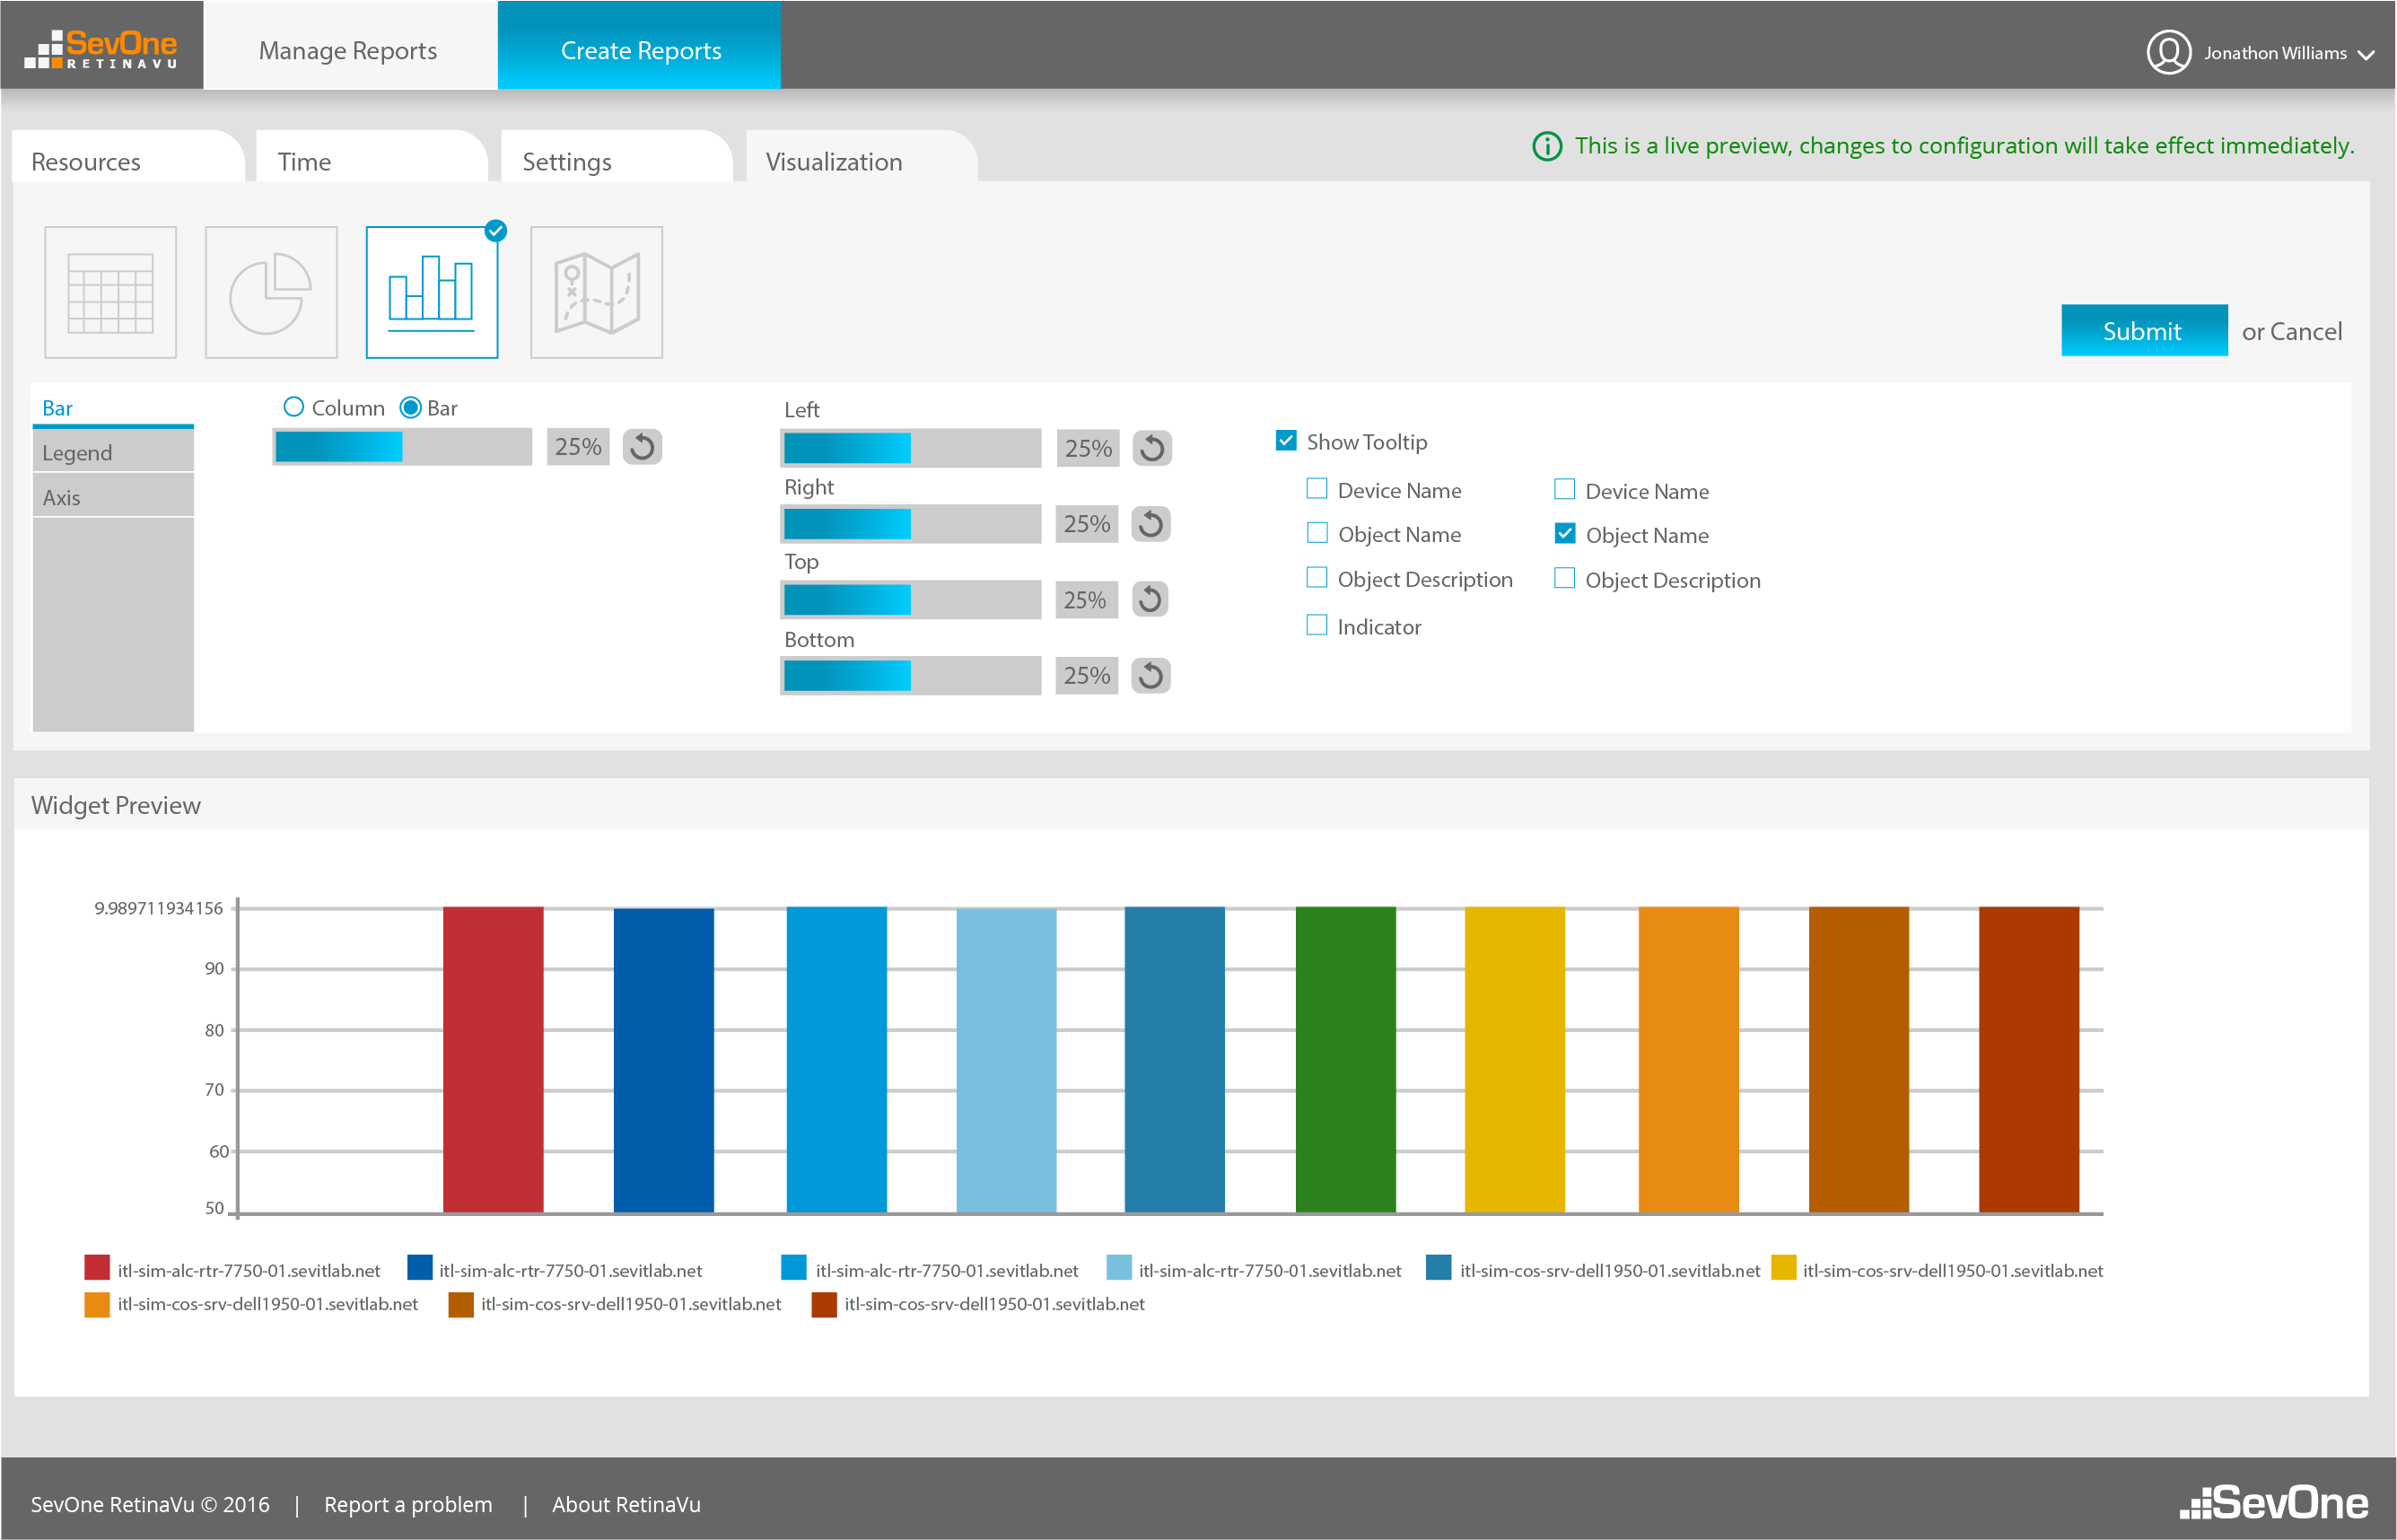 SevOne
RETINAVU
Manage Reports
Create Reports
Jonathon Williams
Resources
Time
Settings
Visualization
This is a live preview, changes to configuration will take effect immediately.
Submit
or Cancel
Bar
Legend
Axis
Column
Bar
25%
Left
25%
Right
25%
Top
25%
Bottom
25%
Show Tooltip
Device Name
Device Name
Object Name
Object Name
Object Description
Object Description
Indicator
Widget Preview
9.989711934156
90
80
70
60
50
itl-sim-alc-rtr-7750-01.sevitlab.net
itl-sim-alc-rtr-7750-01.sevitlab.net
itl-sim-alc-rtr-7750-01.sevitlab.net
itl-sim-alc-rtr-7750-01.sevitlab.net
itl-sim-cos-srv-dell1950-01.sevitlab.net
itl-sim-cos-srv-dell1950-01.sevitlab.net
itl-sim-cos-srv-dell1950-01.sevitlab.net
itl-sim-cos-srv-dell1950-01.sevitlab.net
itl-sim-cos-srv-dell1950-01.sevitlab.net
SevOne RetinaVu © 2016 | Report a problem | About RetinaVu
SevOne